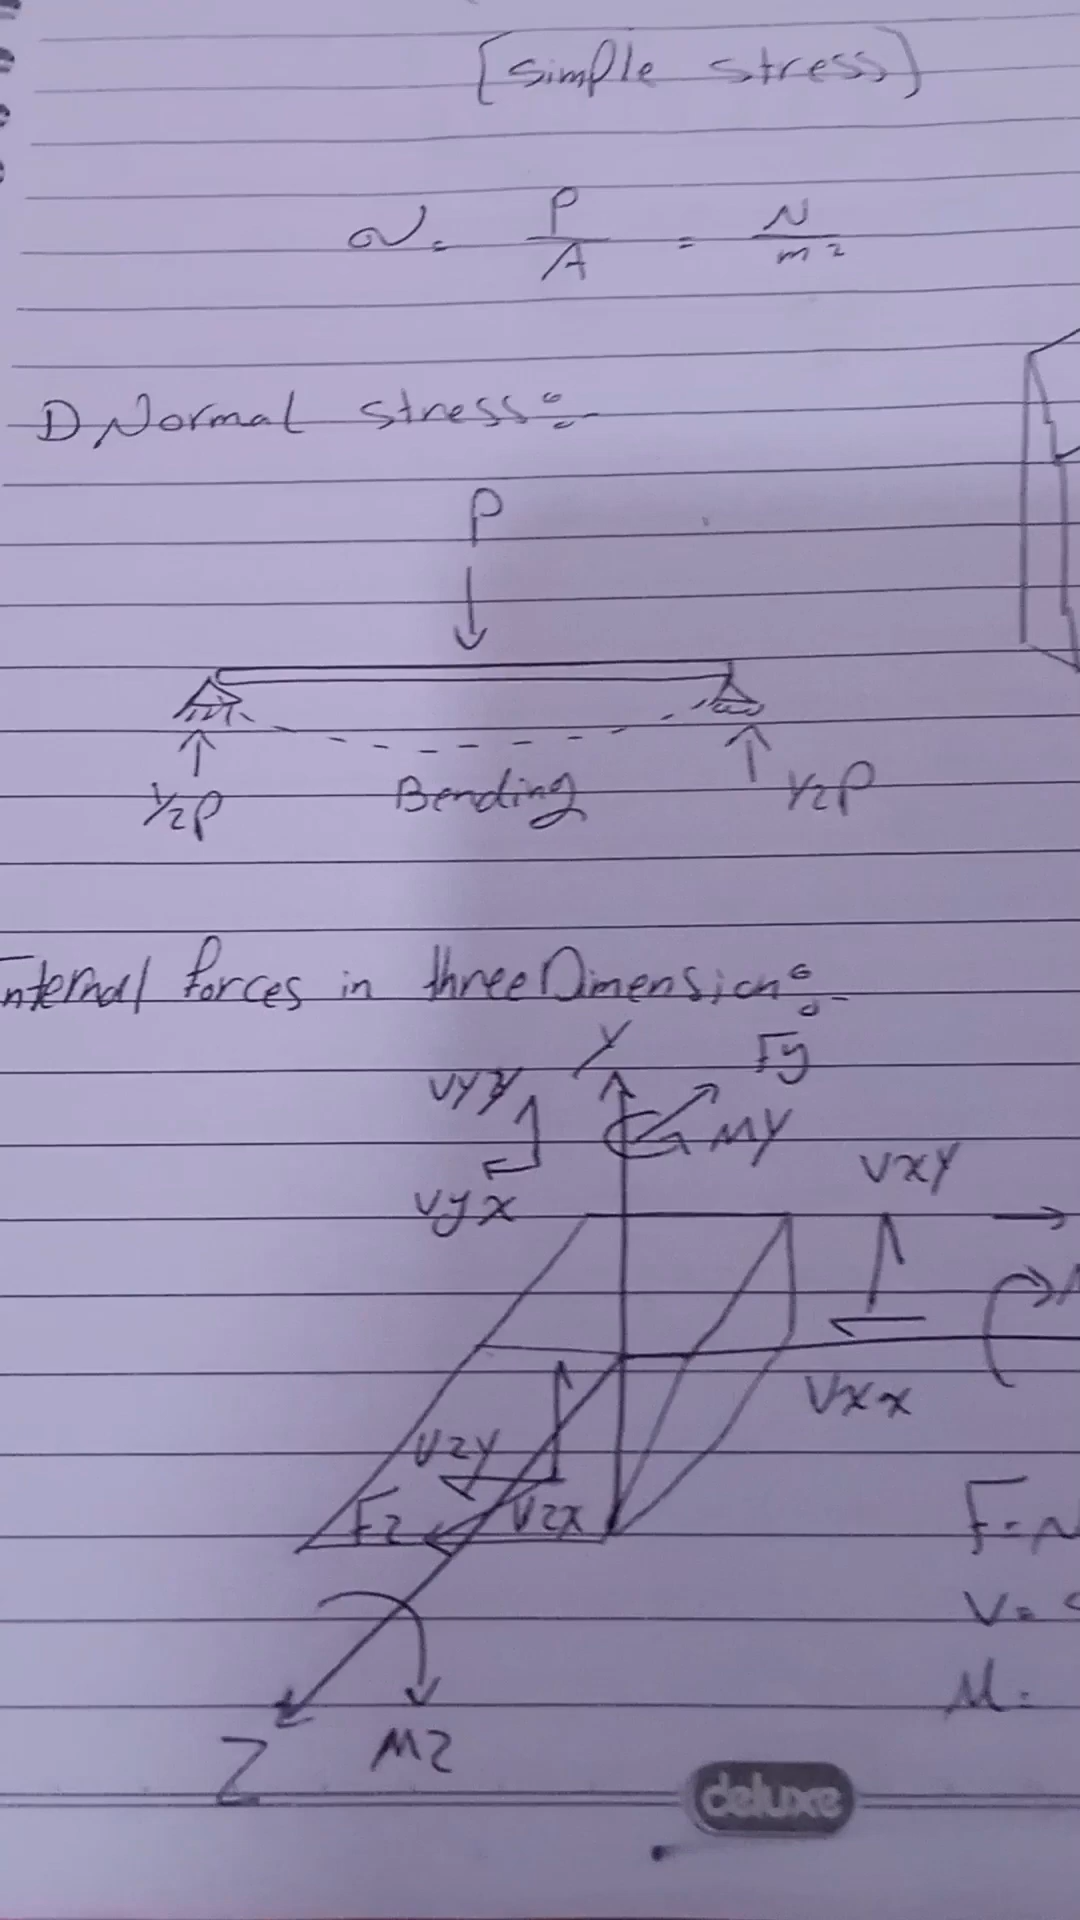 [simple stress]
σ = P/A = N/m²
1) Normal stress:-
P
½P
Bending
½P
Internal forces in three Dimension:-
Y
Fy
Vyz
My
Vxy
Vyx
Vxx
Vzy
Fz
Vzx
F=N
V=
M=
Z
Mz
deluxe